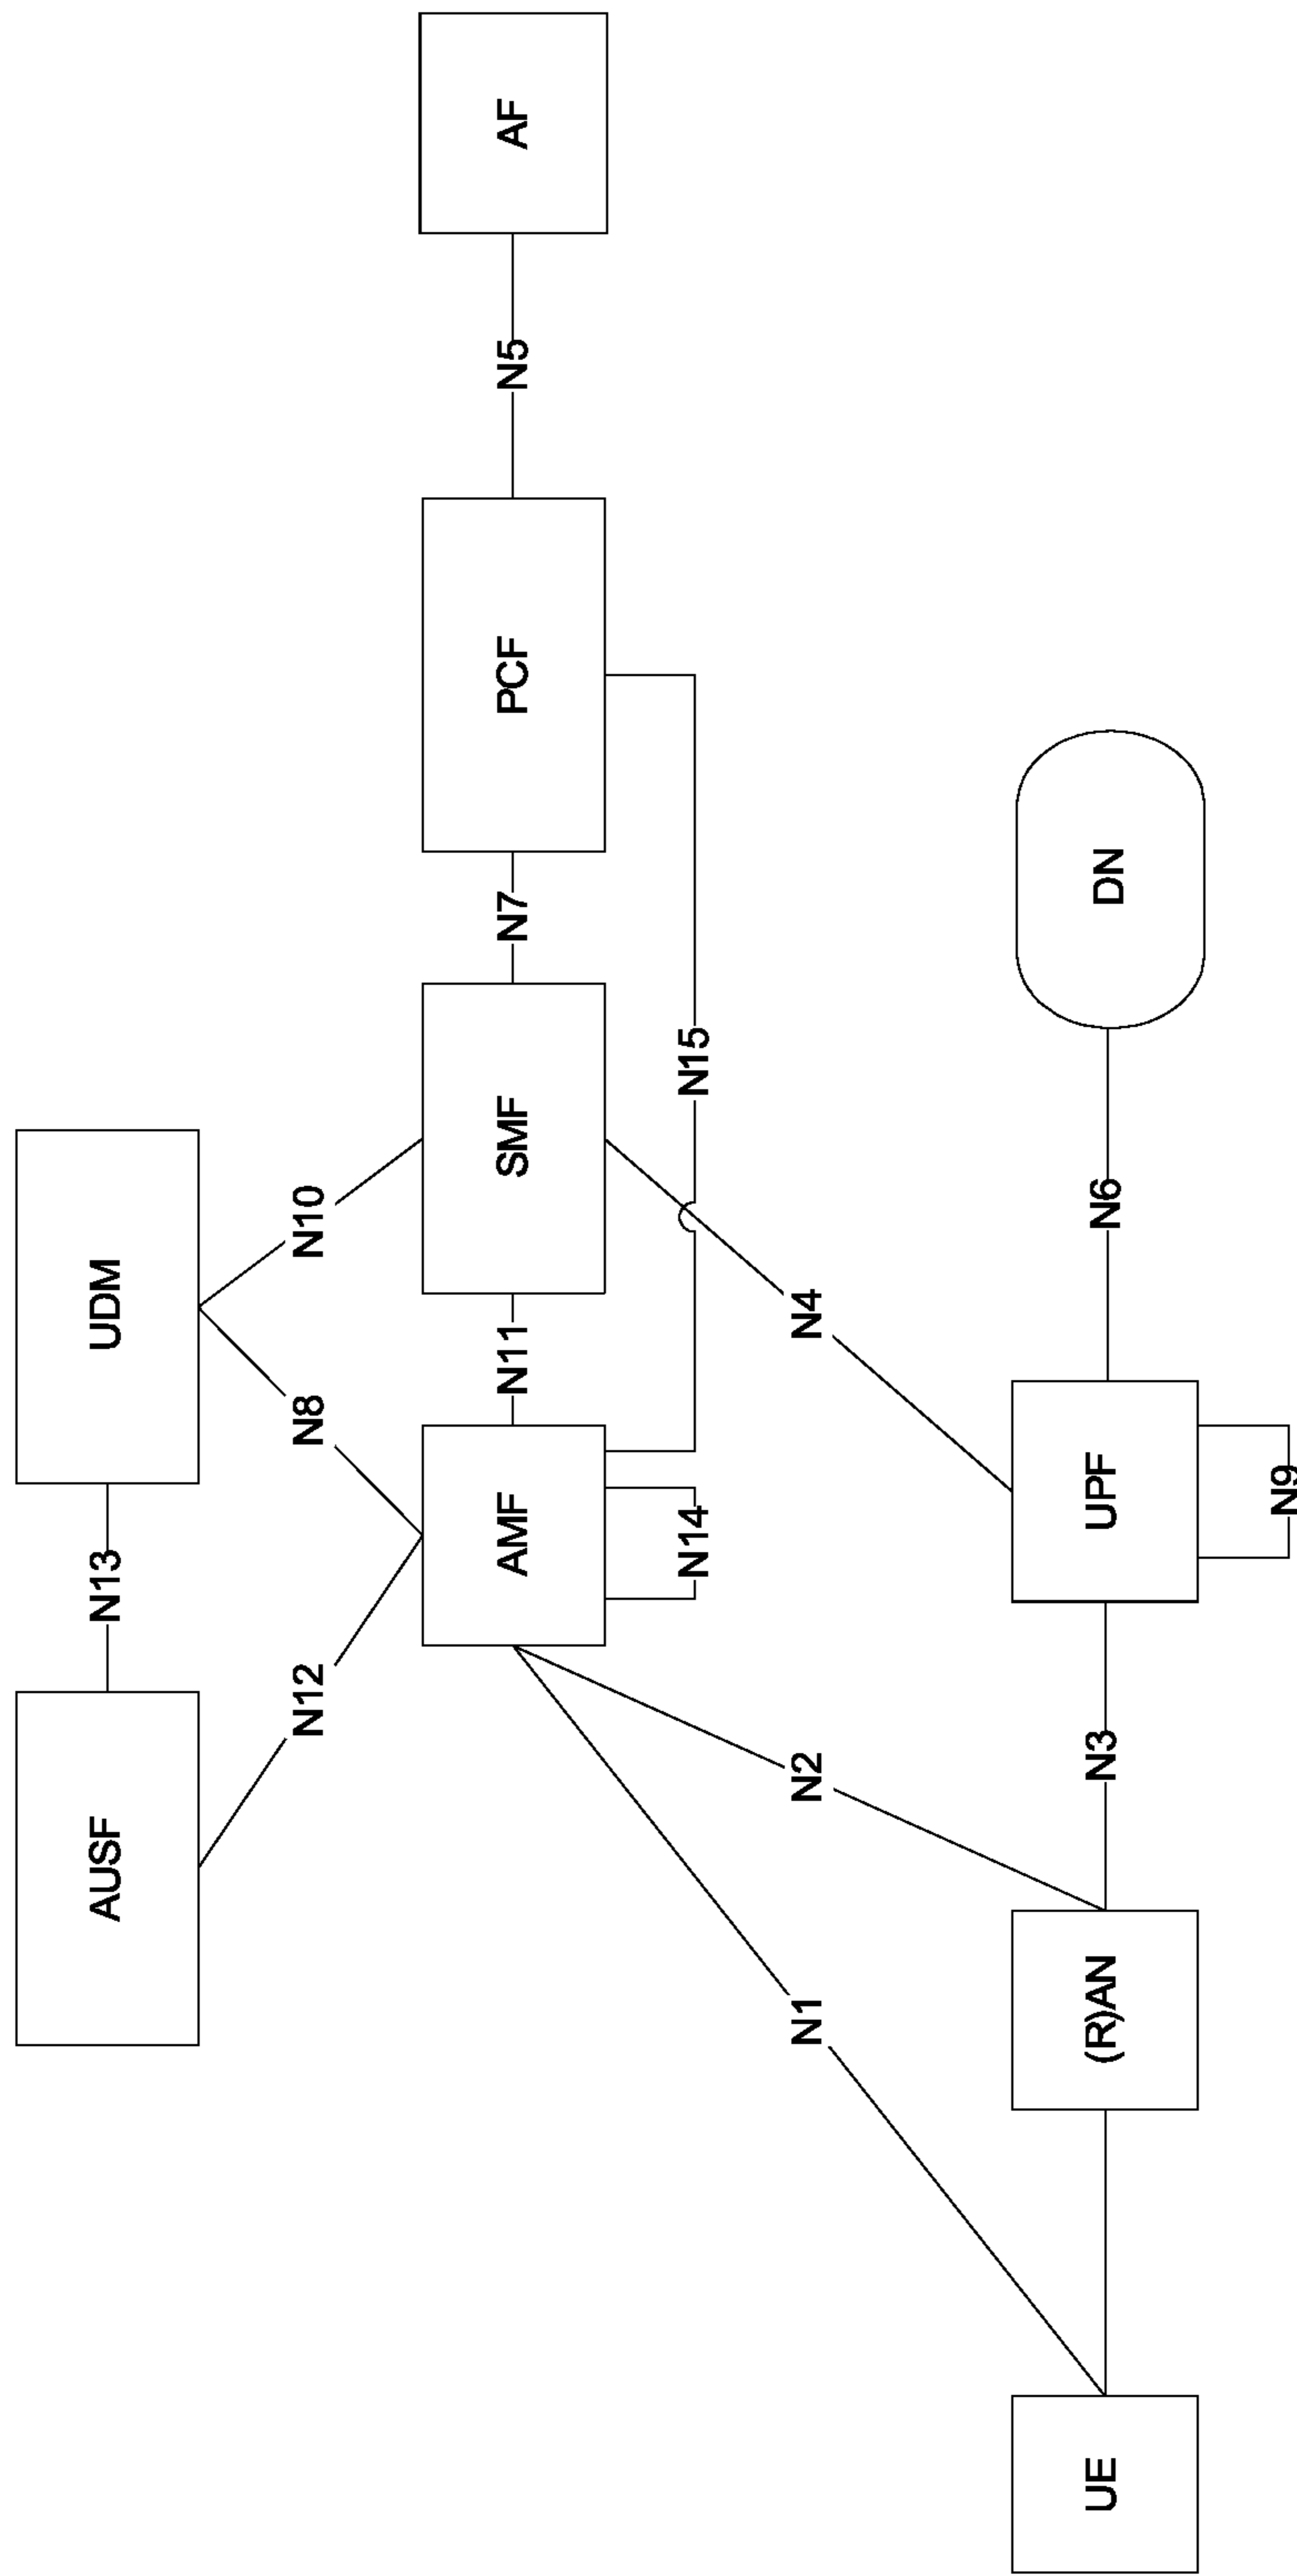 AUSF
N13
UDM
N12
N8
N10
AMF
N11
SMF
N7
PCF
N5
AF
N14
N15
N1
N2
N4
UE
(R)AN
N3
UPF
N6
DN
N9